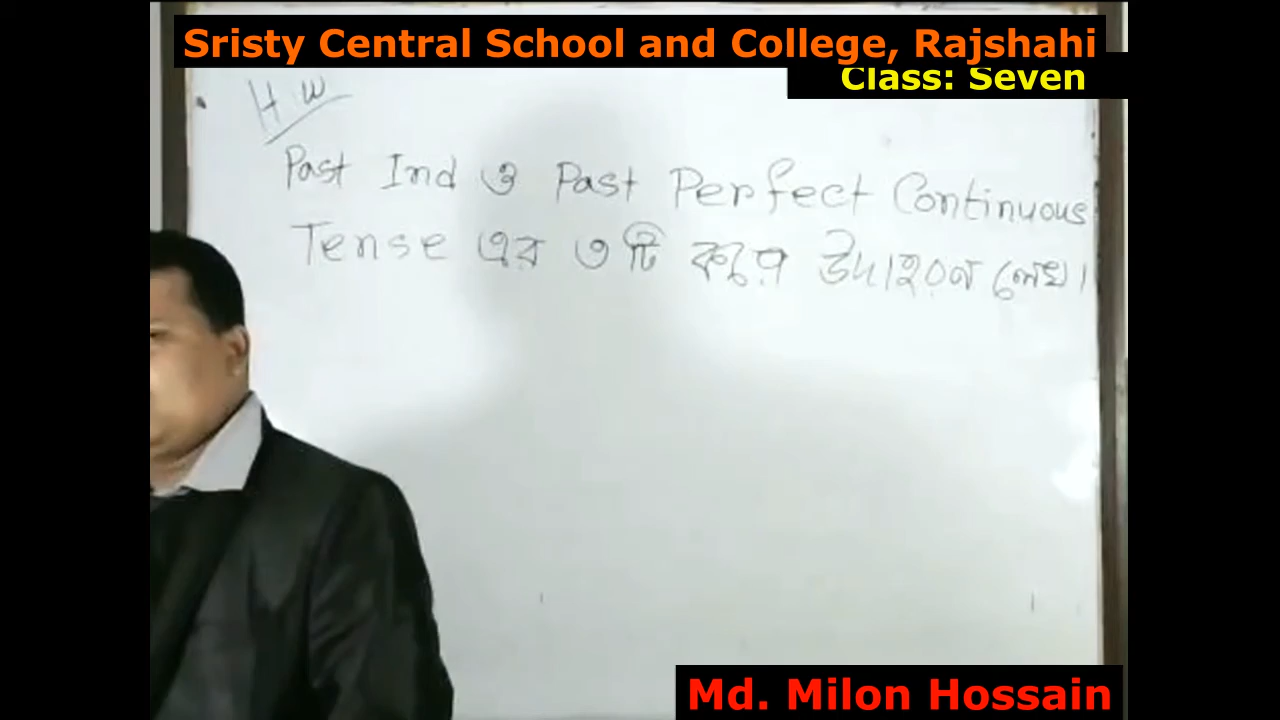 Sristy Central School and College, Rajshahi
Class: Seven
H.W
Past Ind ও Past Perfect Continuous
Tense এর ৩টি করে উদাহরন লেখ।
Md. Milon Hossain